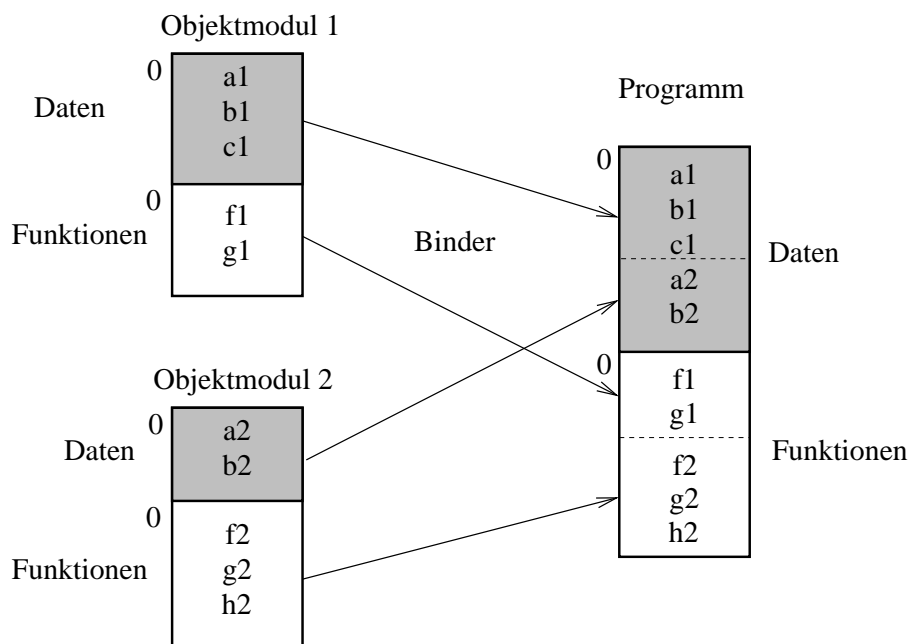 Objektmodul 1
0
Daten
a1
b1
c1
0
Funktionen
f1
g1
Binder
Objektmodul 2
0
Daten
a2
b2
0
Funktionen
f2
g2
h2
Programm
0
a1
b1
c1
a2
b2
Daten
0
f1
g1
f2
g2
h2
Funktionen